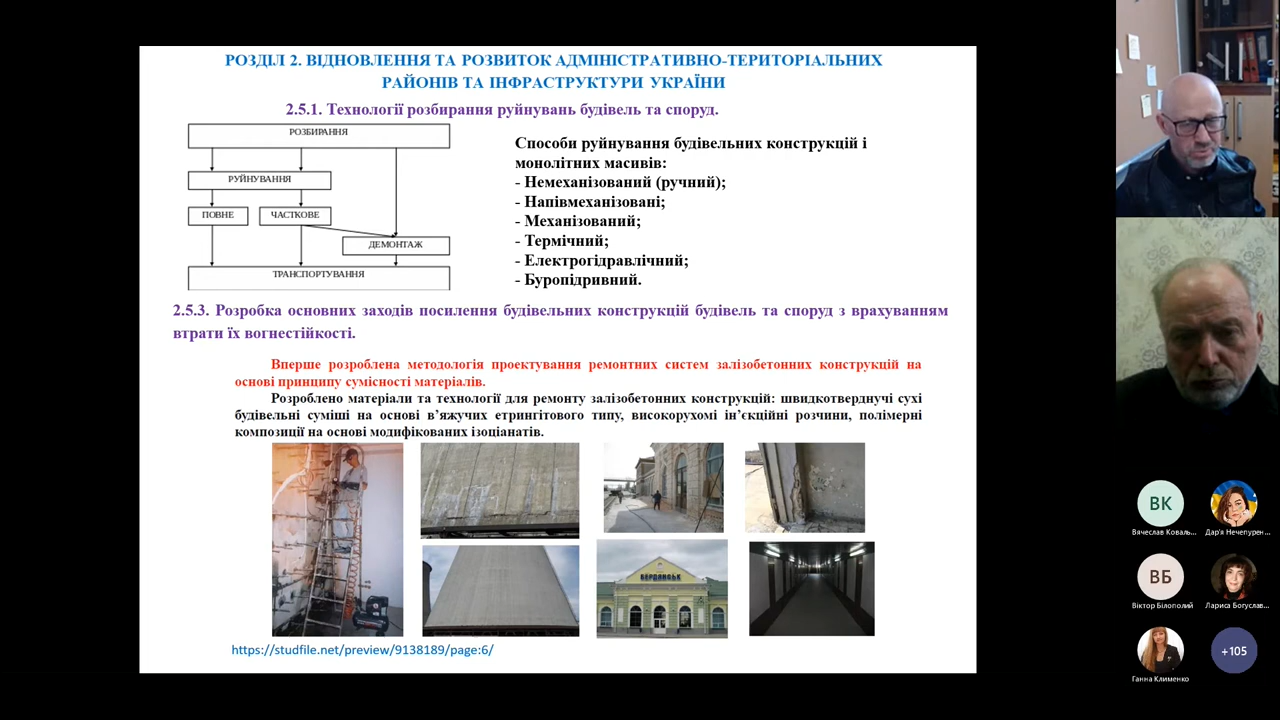 РОЗДІЛ 2. ВІДНОВЛЕННЯ ТА РОЗВИТОК АДМІНІСТРАТИВНО-ТЕРИТОРІАЛЬНИХ
РАЙОНІВ ТА ІНФРАСТРУКТУРИ УКРАЇНИ
2.5.1. Технології розбирання руйнувань будівель та споруд.
РОЗБИРАННЯ
РУЙНУВАННЯ
ПОВНЕ
ЧАСТКОВЕ
ДЕМОНТАЖ
ТРАНСПОРТУВАННЯ
Способи руйнування будівельних конструкцій і
монолітних масивів:
- Немеханізований (ручний);
- Напівмеханізовані;
- Механізований;
- Термічний;
- Електрогідравлічний;
- Буропідривний.
2.5.3. Розробка основних заходів посилення будівельних конструкцій будівель та споруд з врахуванням
втрати їх вогнестійкості.
Вперше розроблена методологія проектування ремонтних систем залізобетонних конструкцій на
основі принципу сумісності матеріалів.
Розроблено матеріали та технології для ремонту залізобетонних конструкцій: швидкотверднучі сухі
будівельні суміші на основі в’яжучих етрингітового типу, високорухомі ін’єкційні розчини, полімерні
композиції на основі модифікованих ізоціанатів.
БЕРДЯНСЬК
https://studfile.net/preview/9138189/page:6/
ВК
Вячеслав Коваль...
Дар'я Нечепурен...
ВБ
Віктор Білополий
Лариса Богуслав...
Ганна Клименко
+105